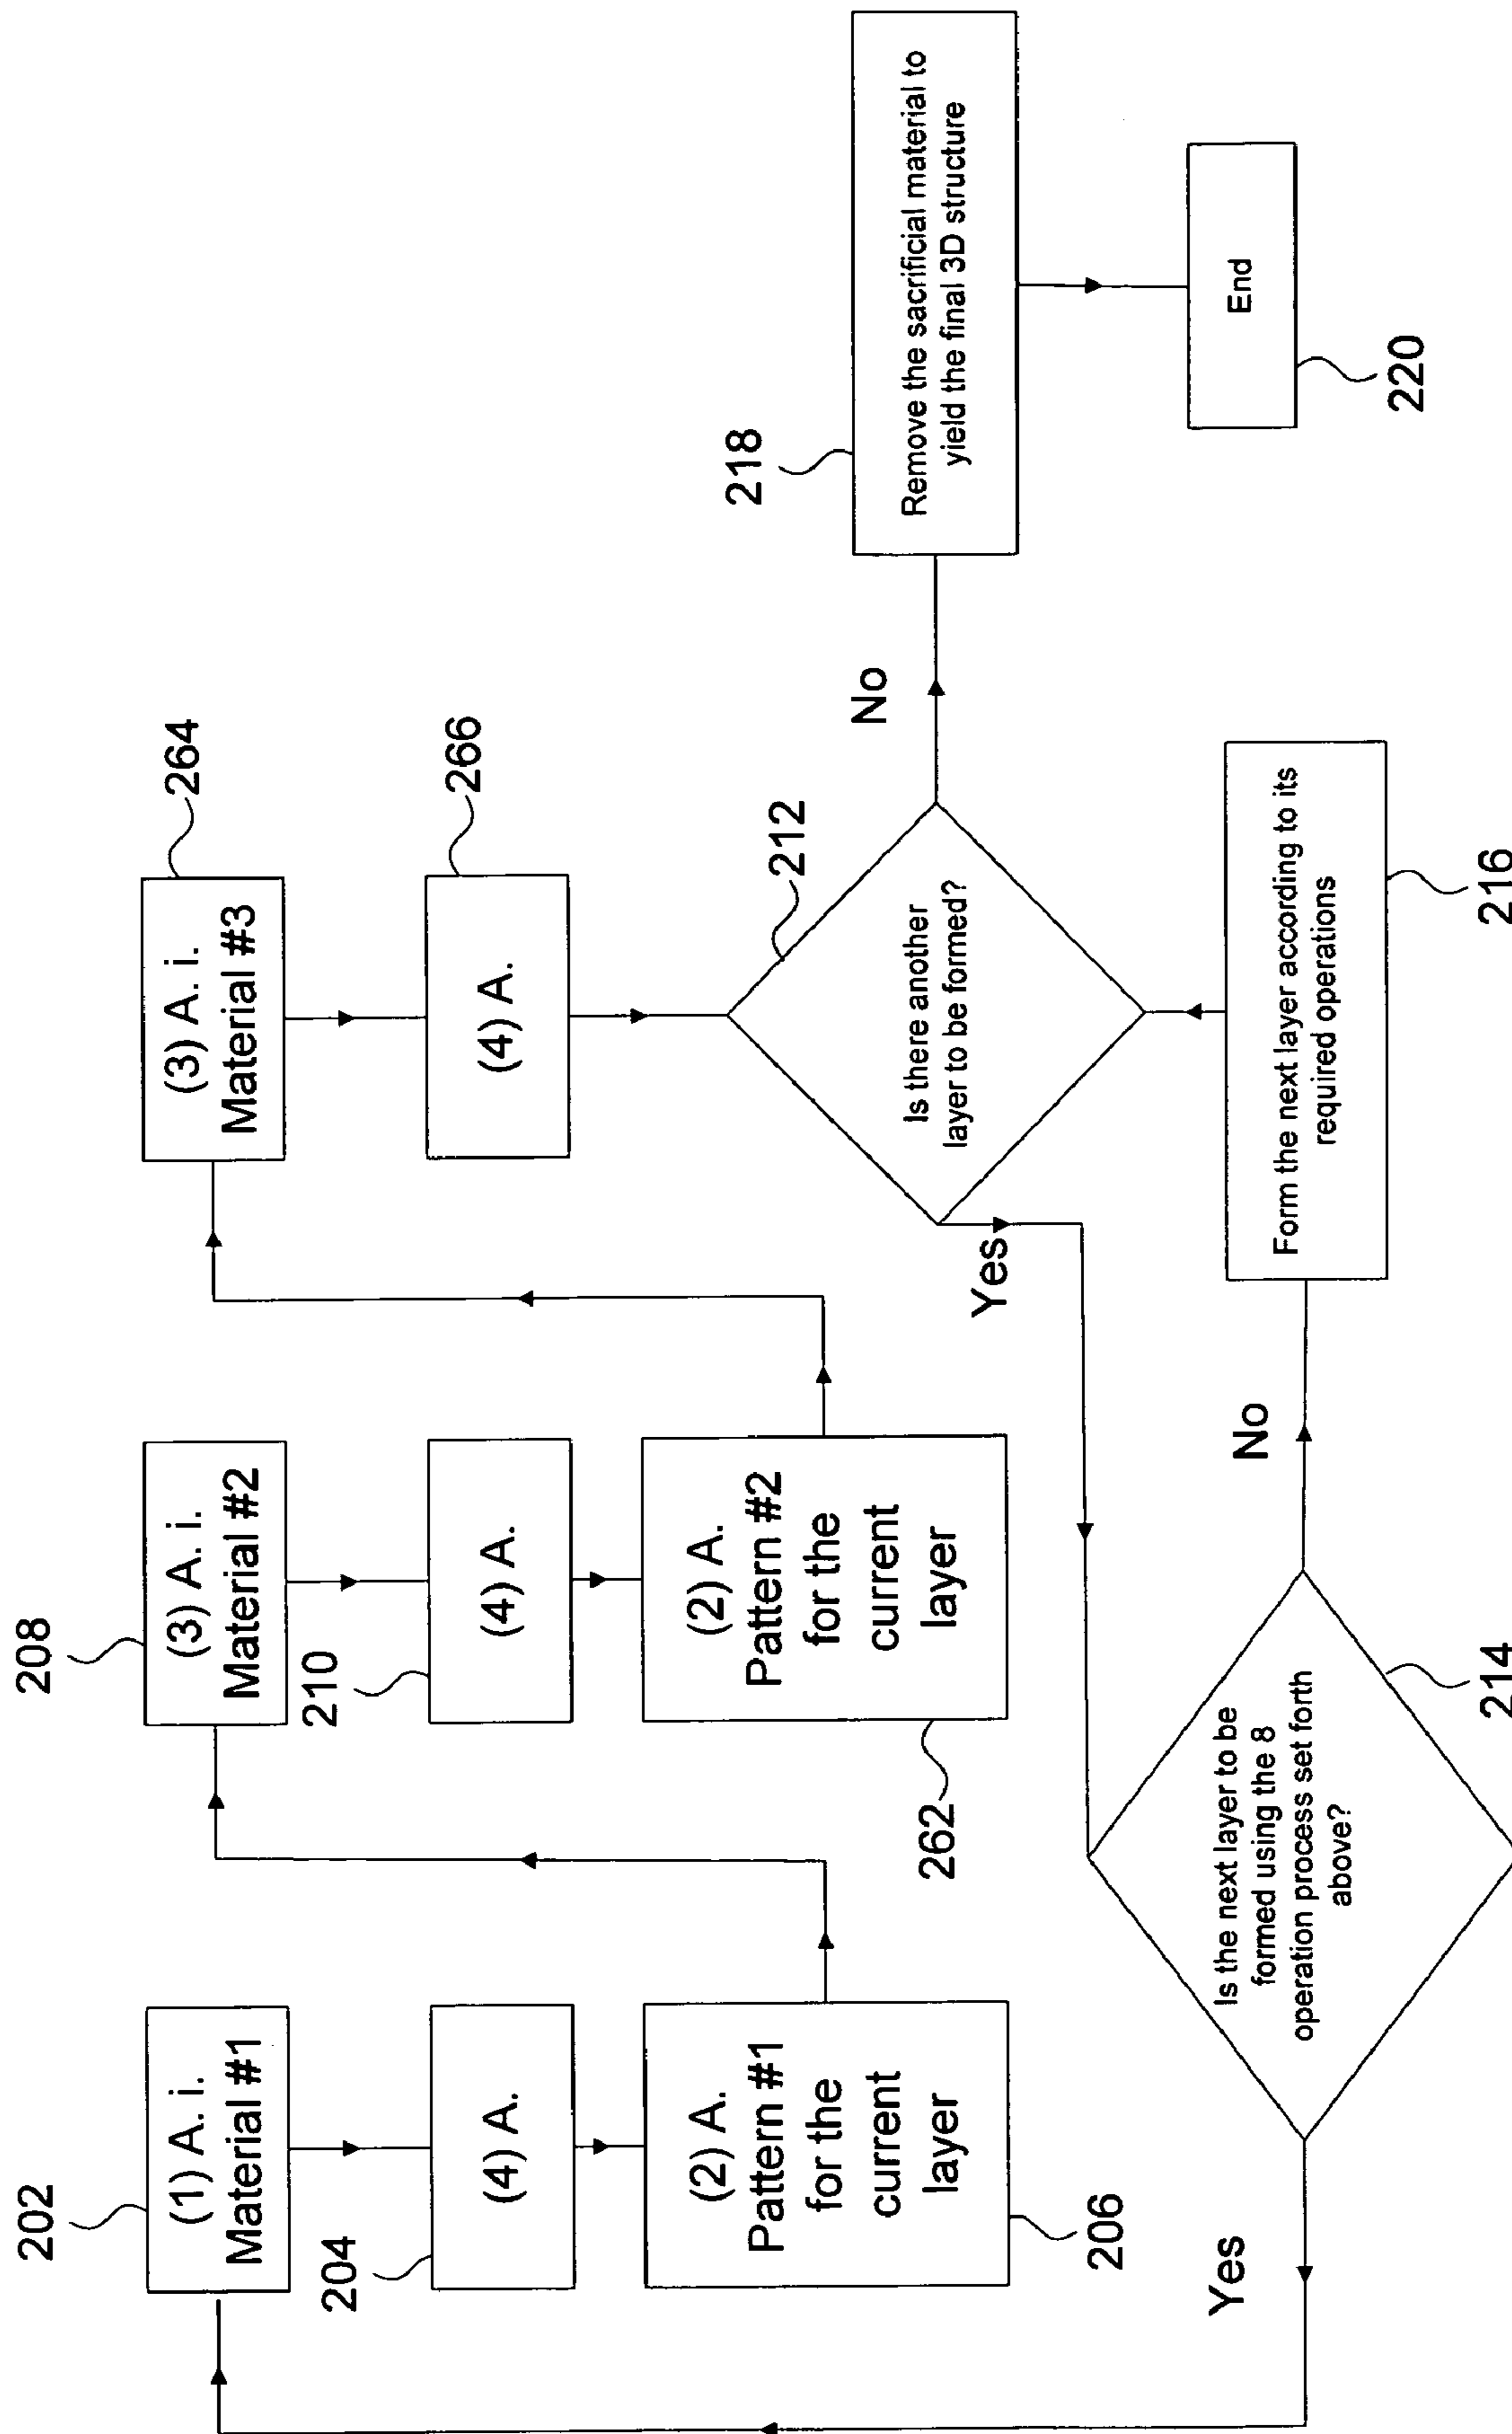 202
(1) A. i.
Material #1
204
(4) A.
(2) A.
Pattern #1
for the
current
layer
206
208
(3) A. i.
Material #2
210
(4) A.
(2) A.
Pattern #2
for the
current
layer
262
(3) A. i.
Material #3
264
(4) A.
266
Is there another
layer to be formed?
212
Yes
No
Is the next layer to be
formed using the 8
operation process set forth
above?
214
Yes
No
Form the next layer according to its
required operations
216
218
Remove the sacrificial material to
yield the final 3D structure
End
220